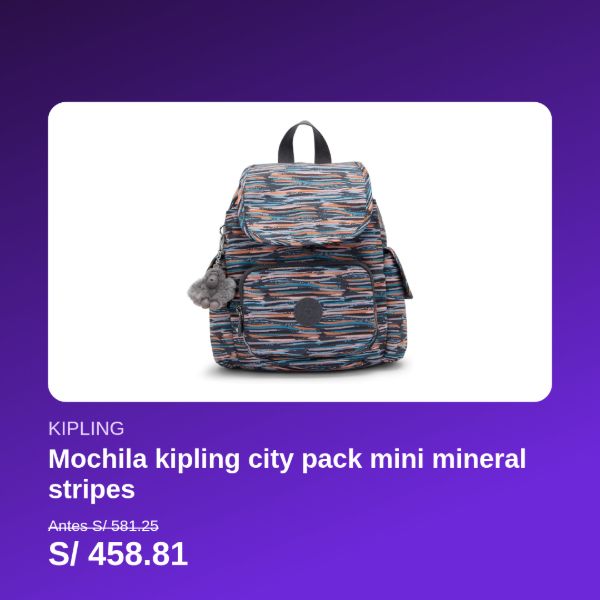 KIPLING
Mochila kipling city pack mini mineral
stripes
Antes S/ 581.25
S/ 458.81